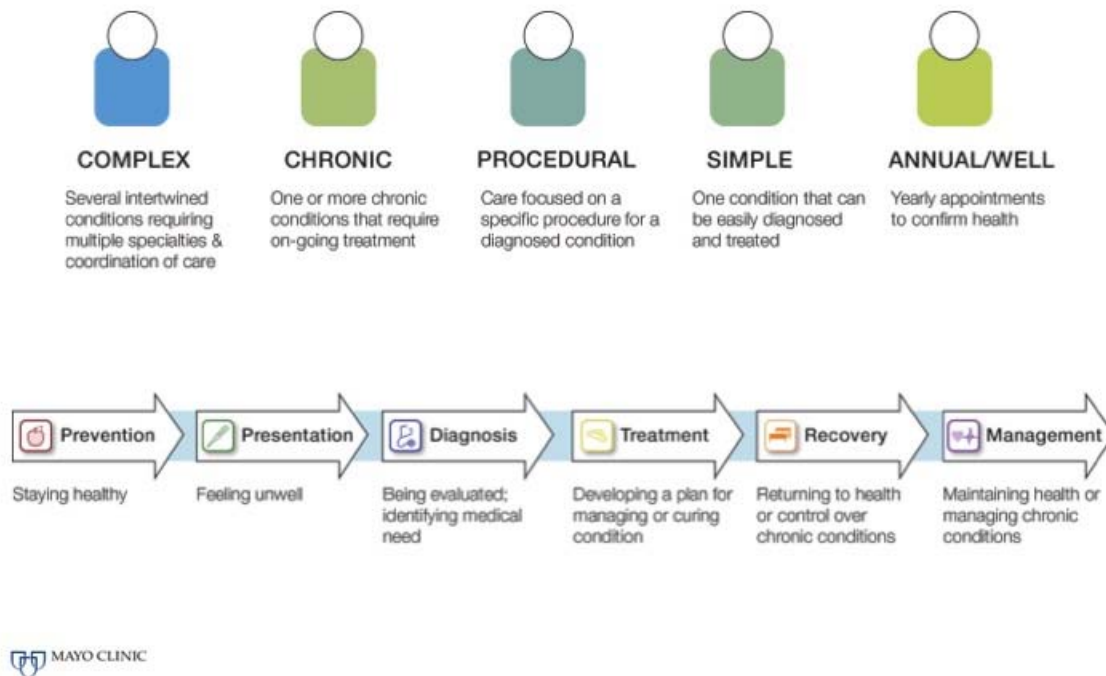 COMPLEX
Several intertwined
conditions requiring
multiple specialties &
coordination of care
CHRONIC
One or more chronic
conditions that require
on-going treatment
PROCEDURAL
Care focused on a
specific procedure for a
diagnosed condition
SIMPLE
One condition that can
be easily diagnosed
and treated
ANNUAL/WELL
Yearly appointments
to confirm health
Prevention
Staying healthy
Presentation
Feeling unwell
Diagnosis
Being evaluated;
identifying medical
need
Treatment
Developing a plan for
managing or curing
condition
Recovery
Returning to health
or control over
chronic conditions
Management
Maintaining health or
managing chronic
conditions
MAYO CLINIC